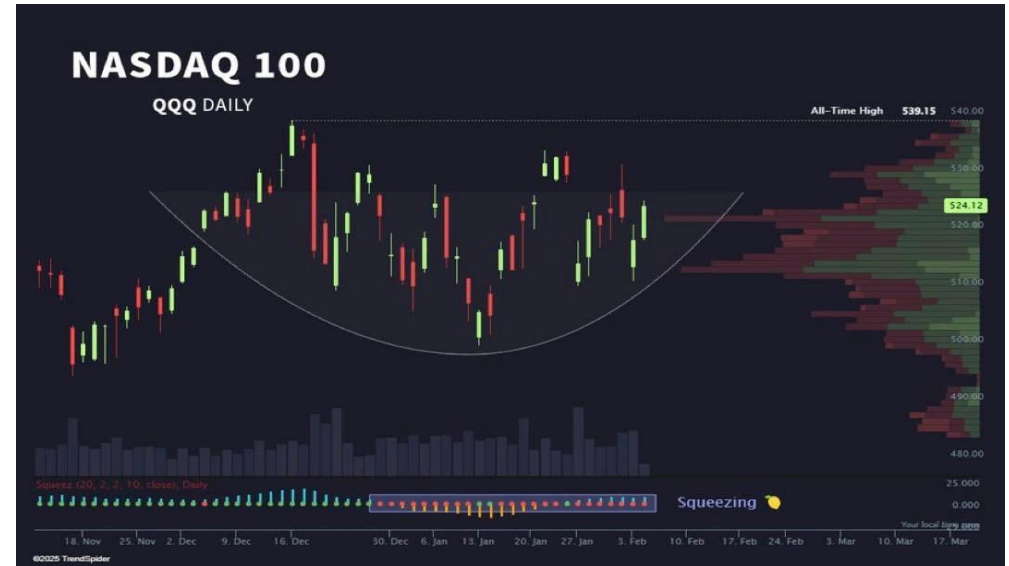 NASDAQ 100
QQQ DAILY
All-Time High 539.15 540.00
530.00
524.12
520.00
510.00
500.00
490.00
480.00
Squeez (20, 2, 2, 10, close), Daily
25.000
0.000
Squeezing
Your local time
18. Nov 25. Nov 2. Dec 9. Dec 16. Dec 30. Dec 6. Jan 13. Jan 20. Jan 27. Jan 3. Feb 10. Feb 17. Feb 24. Feb 3. Mar 10. Mar 17. Mar
©2025 TrendSpider